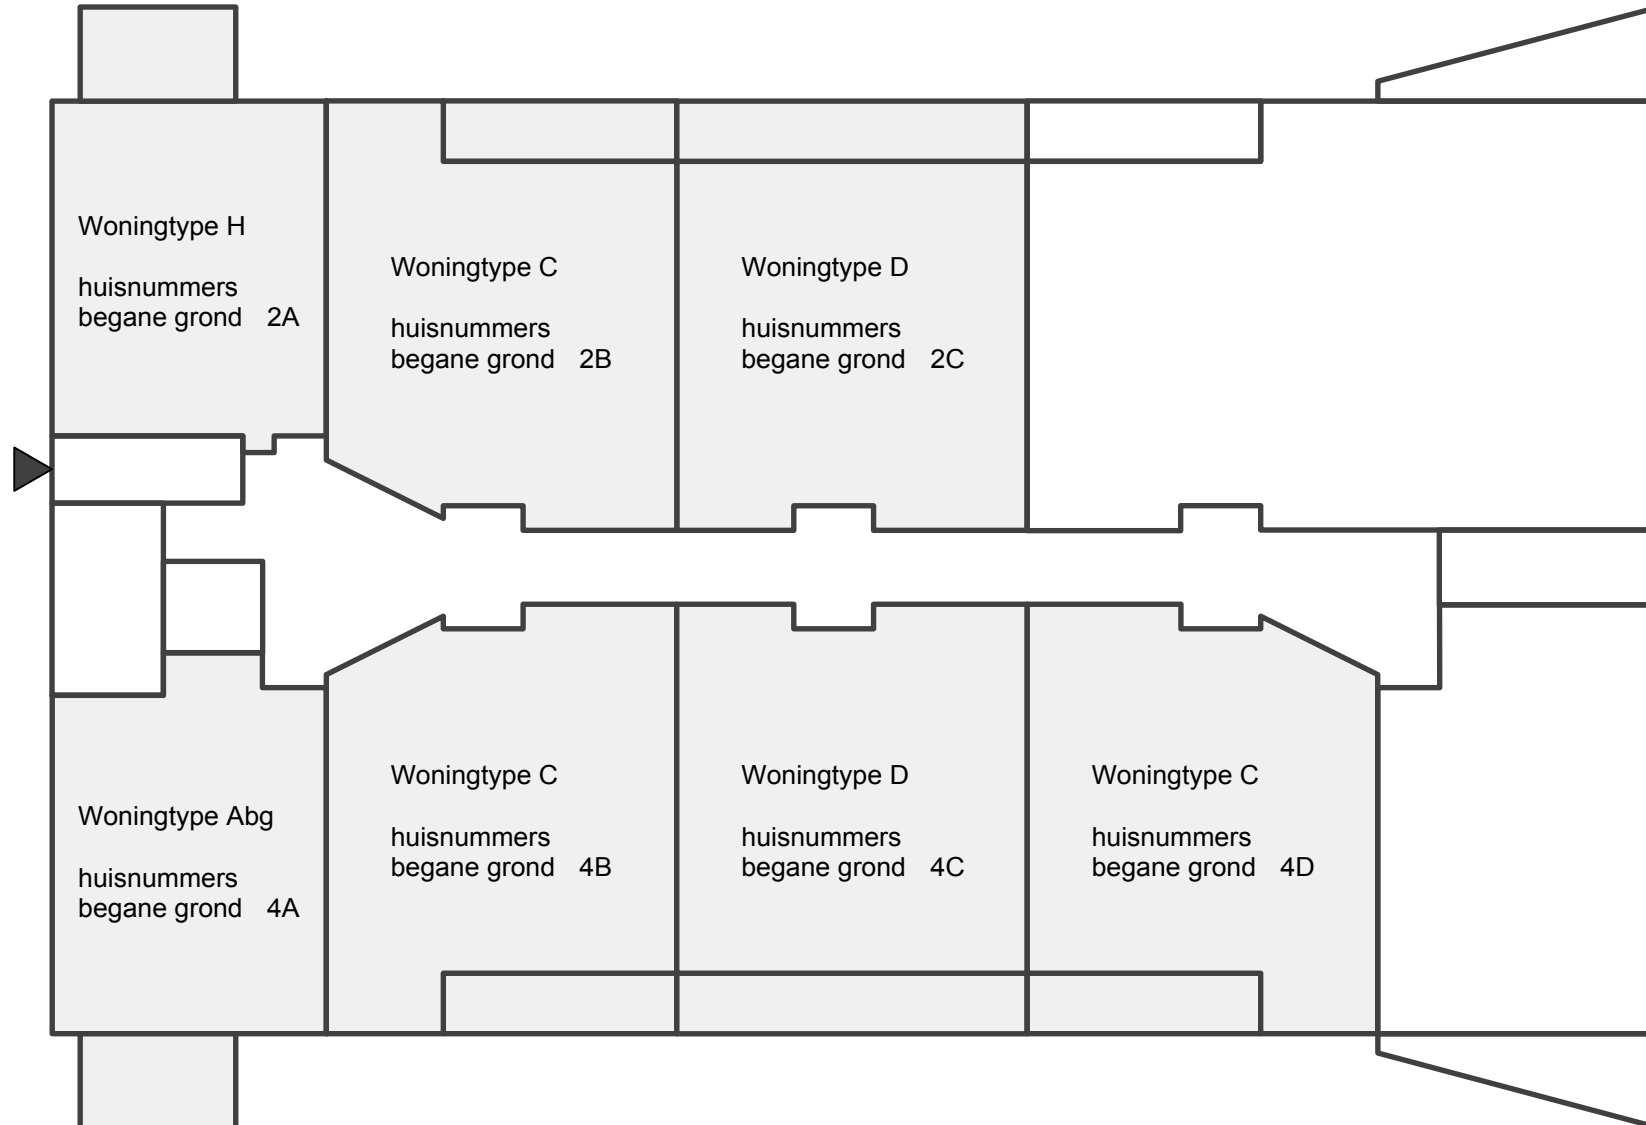 Woningtype H
huisnummers
begane grond 2A
Woningtype C
huisnummers
begane grond 2B
Woningtype D
huisnummers
begane grond 2C
Woningtype Abg
huisnummers
begane grond 4A
Woningtype C
huisnummers
begane grond 4B
Woningtype D
huisnummers
begane grond 4C
Woningtype C
huisnummers
begane grond 4D